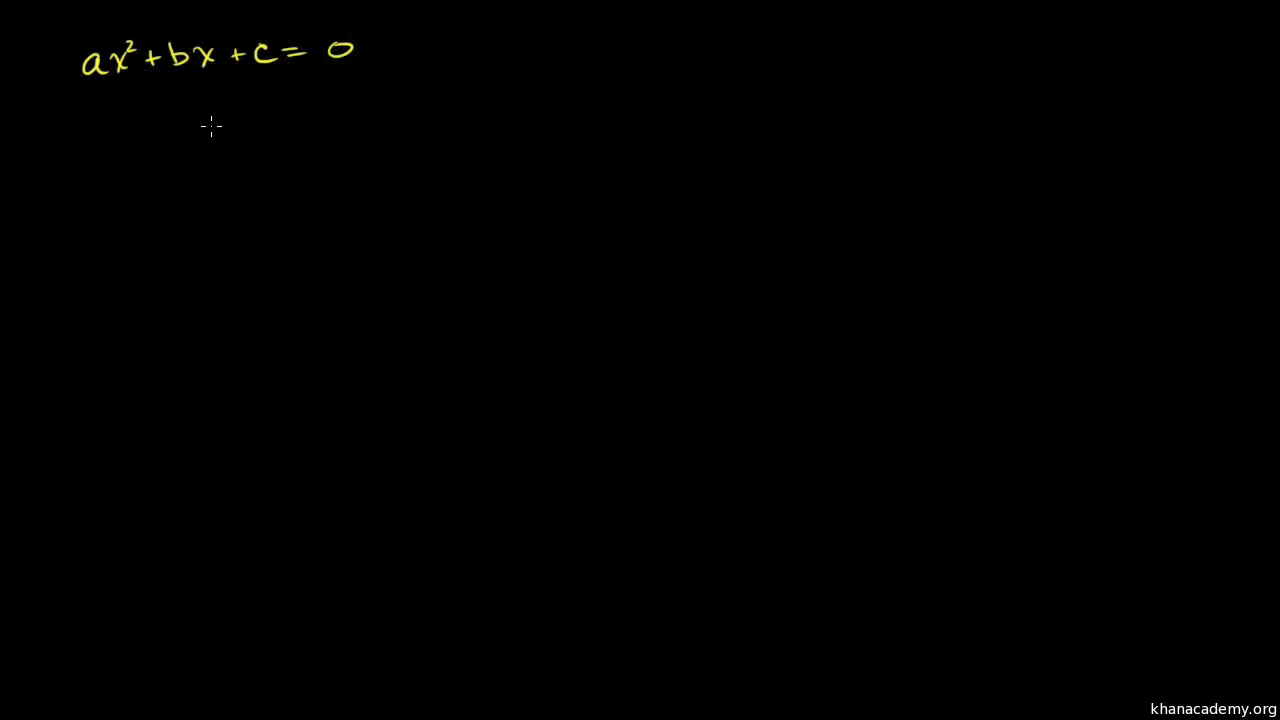 ax² + bx + c = 0
khanacademy.org